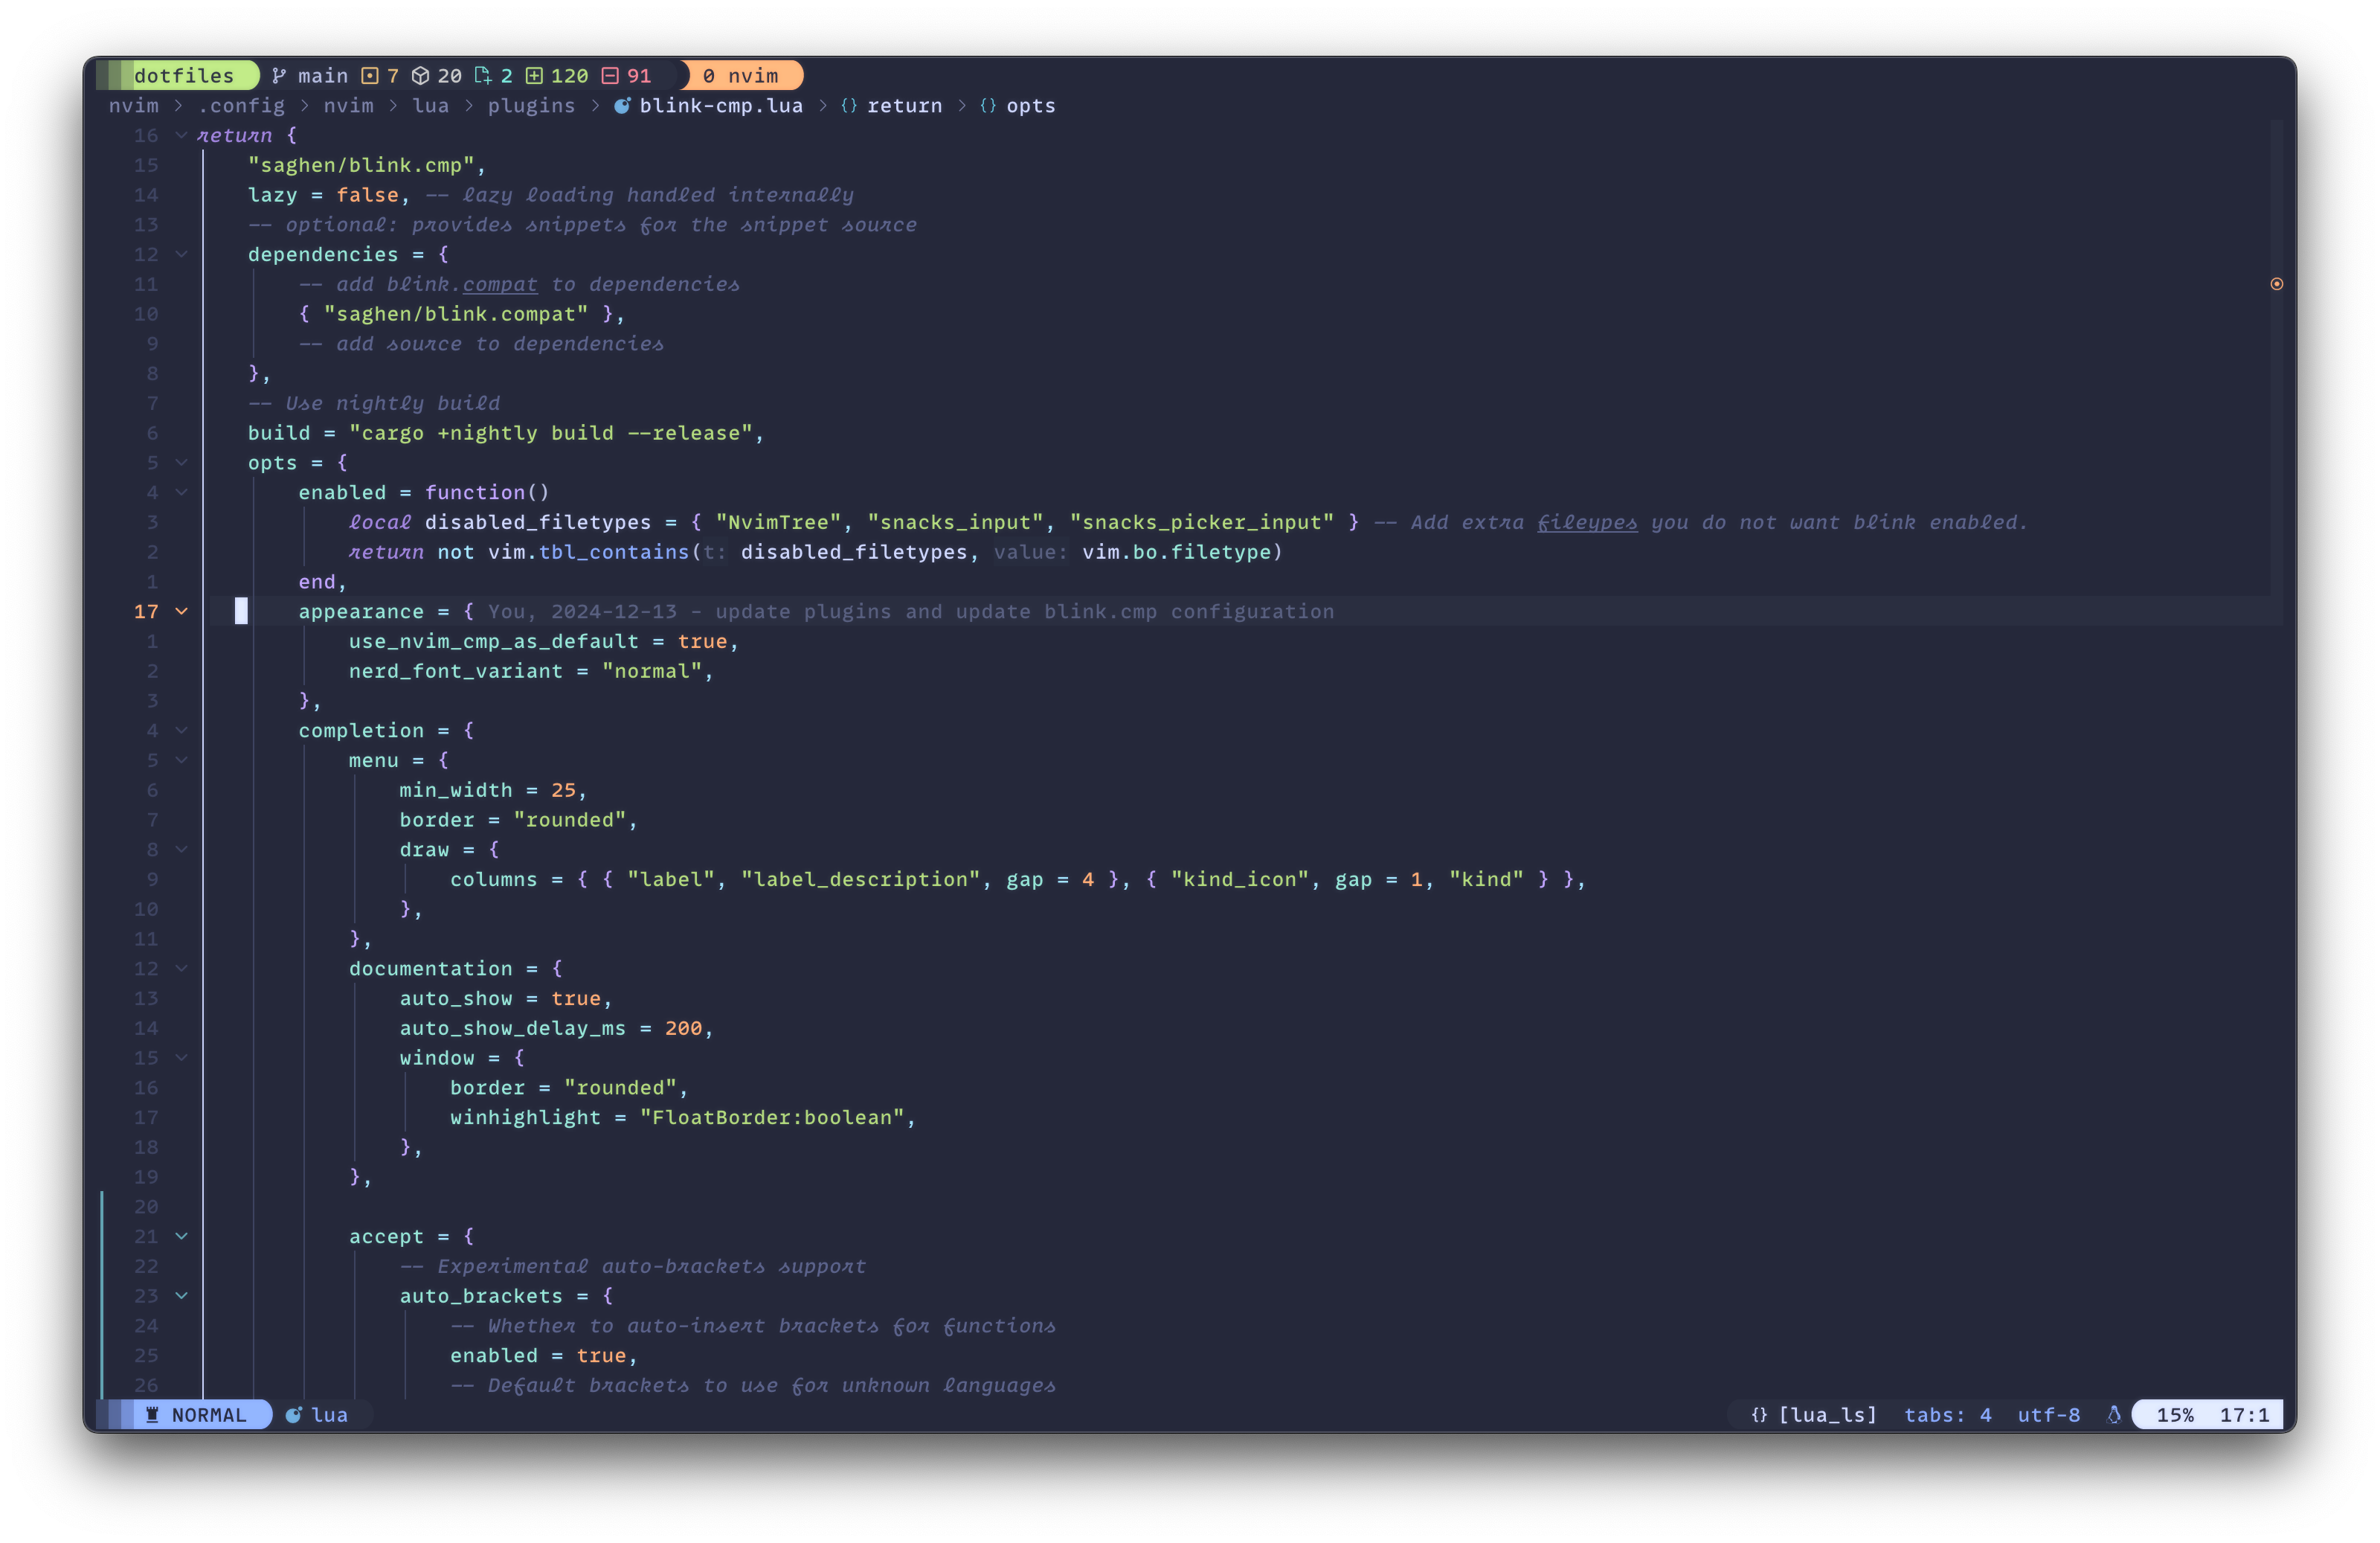 dotfiles main 7 20 2 120 91 0 nvim
nvim > .config > nvim > lua > plugins > blink-cmp.lua > {} return > {} opts
16 return {
15 "saghen/blink.cmp",
14 lazy = false, -- lazy loading handled internally
13 -- optional: provides snippets for the snippet source
12 dependencies = {
11 -- add blink.compat to dependencies
10 { "saghen/blink.compat" },
9 -- add source to dependencies
8 },
7 -- Use nightly build
6 build = "cargo +nightly build --release",
5 opts = {
4 enabled = function()
3 local disabled_filetypes = { "NvimTree", "snacks_input", "snacks_picker_input" } -- Add extra fileypes you do not want blink enabled.
2 return not vim.tbl_contains(t: disabled_filetypes, value: vim.bo.filetype)
1 end,
17 appearance = { You, 2024-12-13 - update plugins and update blink.cmp configuration
1 use_nvim_cmp_as_default = true,
2 nerd_font_variant = "normal",
3 },
4 completion = {
5 menu = {
6 min_width = 25,
7 border = "rounded",
8 draw = {
9 columns = { { "label", "label_description", gap = 4 }, { "kind_icon", gap = 1, "kind" } },
10 },
11 },
12 documentation = {
13 auto_show = true,
14 auto_show_delay_ms = 200,
15 window = {
16 border = "rounded",
17 winhighlight = "FloatBorder:boolean",
18 },
19 },
20
21 accept = {
22 -- Experimental auto-brackets support
23 auto_brackets = {
24 -- Whether to auto-insert brackets for functions
25 enabled = true,
26 -- Default brackets to use for unknown languages
NORMAL lua {} [lua_ls] tabs: 4 utf-8 15% 17:1